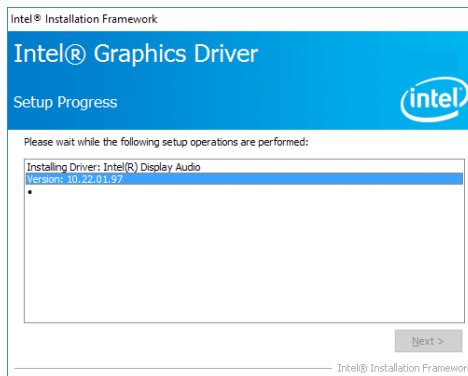 Intel® Installation Framework
Intel® Graphics Driver
Setup Progress
intel
Please wait while the following setup operations are performed:
Installing Driver: Intel(R) Display Audio
Version: 10.22.01.97
•
Next >
Intel® Installation Framewor